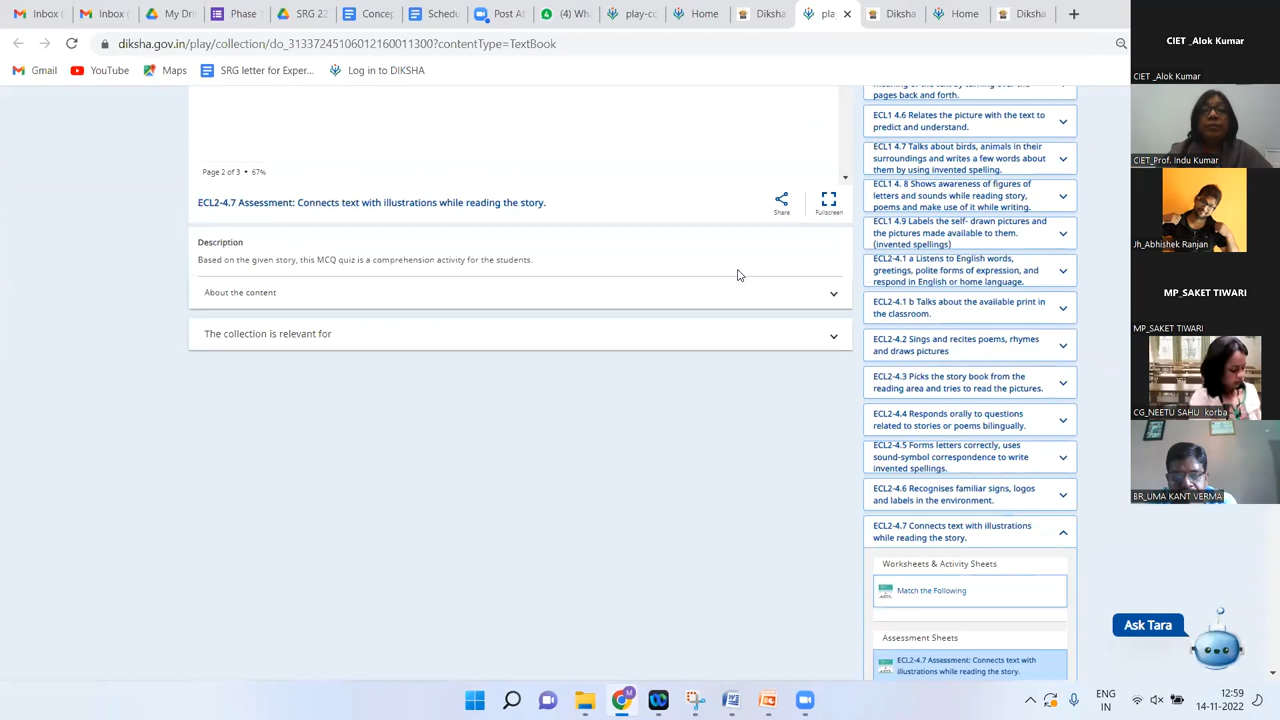 Inbox (
Inbox (
My Dri
Phase
SRG 22
Concep
Schedu
Post At
(4) Wha
play-co
Home
Diksha
play
Diksha
Home
Diksha
diksha.gov.in/play/collection/do_31337245106012160011300?contentType=TextBook
Gmail
YouTube
Maps
SRG letter for Exper...
Log in to DIKSHA
Page 2 of 3 • 67%
ECL2-4.7 Assessment: Connects text with illustrations while reading the story.
Share
Fullscreen
Description
Based on the given story, this MCQ quiz is a comprehension activity for the students.
About the content
The collection is relevant for
pages back and forth.
ECL1 4.6 Relates the picture with the text to
predict and understand.
ECL1 4.7 Talks about birds, animals in their
surroundings and writes a few words about
them by using invented spelling.
ECL1 4. 8 Shows awareness of figures of
letters and sounds while reading story,
poems and make use of it while writing.
ECL1 4.9 Labels the self- drawn pictures and
the pictures made available to them.
(invented spellings)
ECL2-4.1 a Listens to English words,
greetings, polite forms of expression, and
respond in English or home language.
ECL2-4.1 b Talks about the available print in
the classroom.
ECL2-4.2 Sings and recites poems, rhymes
and draws pictures
ECL2-4.3 Picks the story book from the
reading area and tries to read the pictures.
ECL2-4.4 Responds orally to questions
related to stories or poems bilingually.
ECL2-4.5 Forms letters correctly, uses
sound-symbol correspondence to write
invented spellings.
ECL2-4.6 Recognises familiar signs, logos
and labels in the environment.
ECL2-4.7 Connects text with illustrations
while reading the story.
Worksheets & Activity Sheets
Match the Following
Assessment Sheets
ECL2-4.7 Assessment: Connects text with
illustrations while reading the story.
Ask Tara
CIET _Alok Kumar
CIET _Alok Kumar
CIET_Prof. Indu Kumar
Jh_Abhishek Ranjan
MP_SAKET TIWARI
MP_SAKET TIWARI
CG_NEETU SAHU korba
BR_UMA KANT VERMA
ENG
IN
12:59
14-11-2022